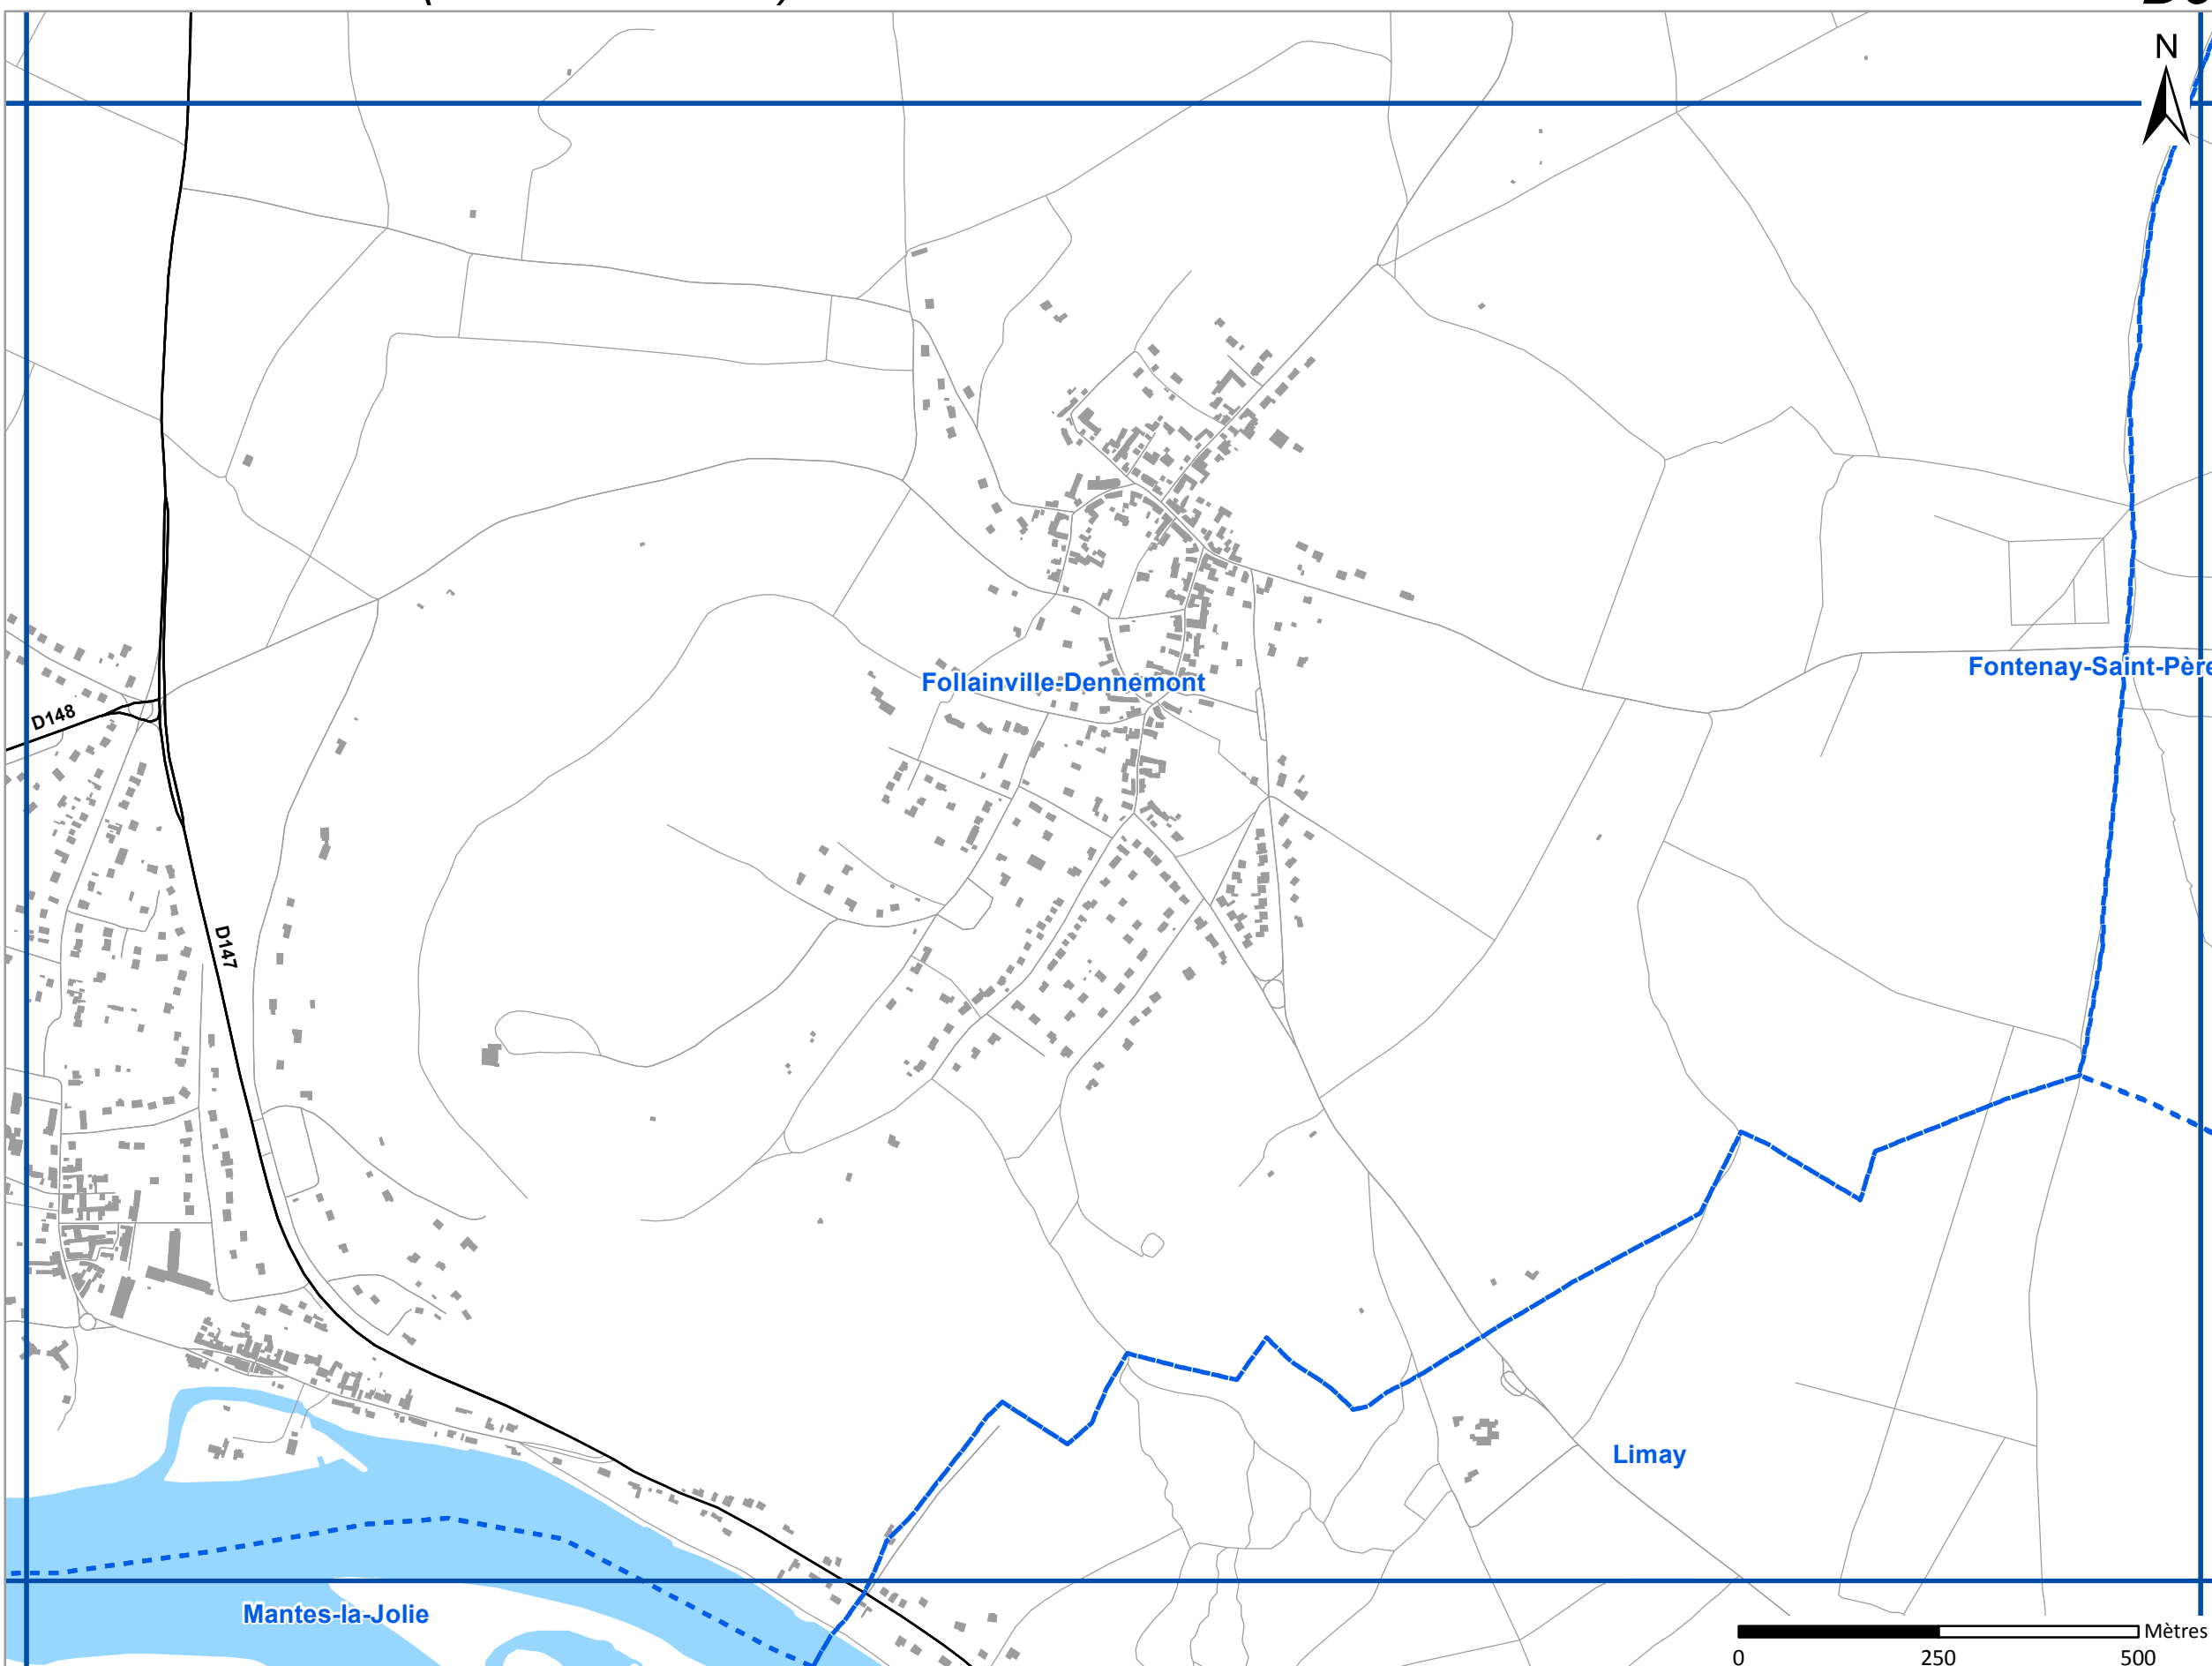 N
Follainville-Dennemont
Fontenay-Saint-Père
D148
D147
Limay
Mantes-la-Jolie
Mètres
0 250 500